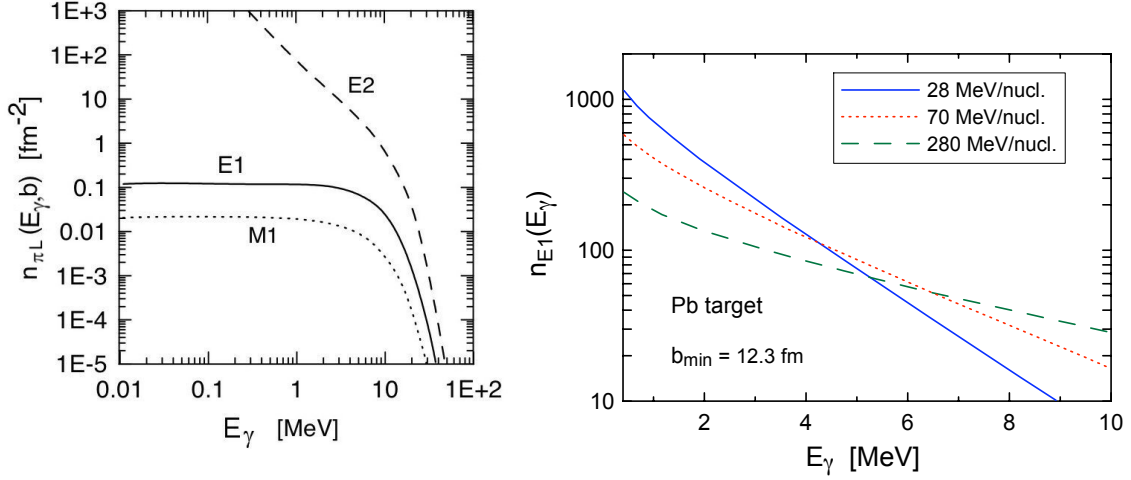 1E+3
100
10
1
0.1
0.01
1E-3
1E-4
1E-5
n_πL (E_γ,b) [fm⁻²]
E2
E1
M1
0.01
0.1
1
10
1E+2
E_γ [MeV]
1000
100
10
n_E1(E_γ)
28 MeV/nucl.
70 MeV/nucl.
280 MeV/nucl.
Pb target
b_min = 12.3 fm
2
4
6
8
10
E_γ [MeV]